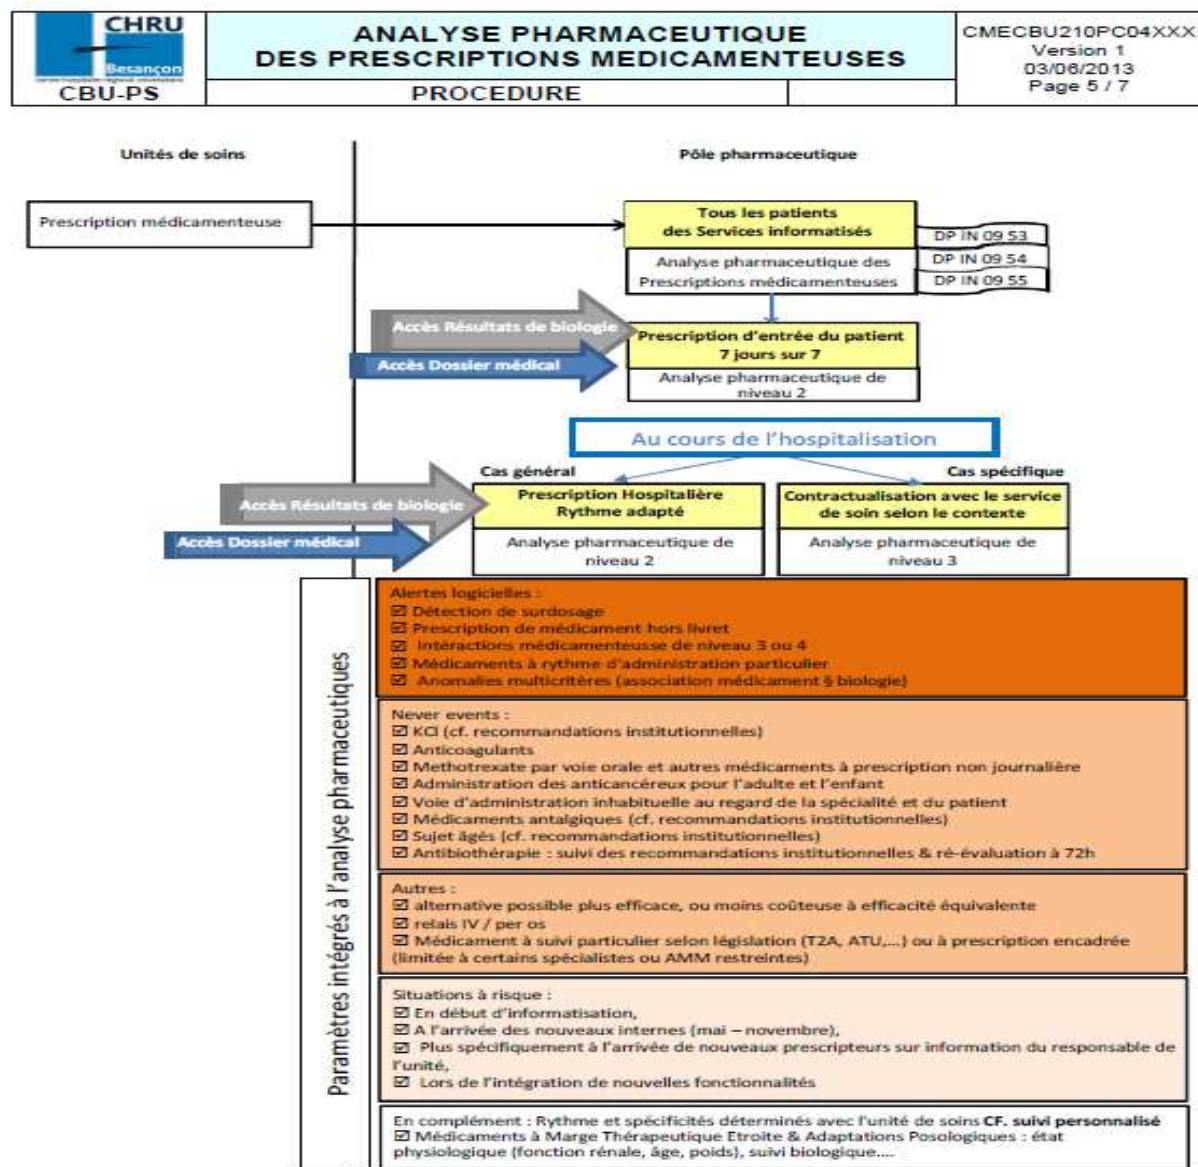 CHRU
Besançon
CBU-PS
ANALYSE PHARMACEUTIQUE
DES PRESCRIPTIONS MEDICAMENTEUSES
PROCEDURE
CMECBU210PC04XXX
Version 1
03/06/2013
Page 5 / 7
Unités de soins
Pôle pharmaceutique
Prescription médicamenteuse
Tous les patients
des Services informatisés
DP IN 09 53
DP IN 09 54
DP IN 09 55
Analyse pharmaceutique des
Prescriptions médicamenteuses
Accès Résultats de biologie
Accès Dossier médical
Prescription d'entrée du patient
7 jours sur 7
Analyse pharmaceutique de
niveau 2
Au cours de l'hospitalisation
Cas général
Cas spécifique
Accès Résultats de biologie
Accès Dossier médical
Prescription Hospitalière
Rythme adapté
Analyse pharmaceutique de
niveau 2
Contractualisation avec le service
de soin selon le contexte
Analyse pharmaceutique de
niveau 3
Paramètres intégrés à l'analyse pharmaceutiques
Alertes logicielles :
☑ Détection de surdosage
☑ Prescription de médicament hors livret
☑ Intéractions médicamenteusse de niveau 3 ou 4
☑ Médicaments à rythme d'administration particulier
☑ Anomalies multicritères (association médicament § biologie)
Never events :
☑ KCl (cf. recommandations institutionnelles)
☑ Anticoagulants
☑ Methotrexate par voie orale et autres médicaments à prescription non journalière
☑ Administration des anticancéreux pour l'adulte et l'enfant
☑ Voie d'administration inhabituelle au regard de la spécialité et du patient
☑ Médicaments antalgiques (cf. recommandations institutionnelles)
☑ Sujet âgés (cf. recommandations institutionnelles)
☑ Antibiothérapie : suivi des recommandations institutionnelles & ré-évaluation à 72h
Autres :
☑ alternative possible plus efficace, ou moins coûteuse à efficacité équivalente
☑ relais IV / per os
☑ Médicament à suivi particulier selon législation (T2A, ATU,...) ou à prescription encadrée
(limitée à certains spécialistes ou AMM restreintes)
Situations à risque :
☑ En début d'informatisation,
☑ A l'arrivée des nouveaux internes (mai – novembre),
☑ Plus spécifiquement à l'arrivée de nouveaux prescripteurs sur information du responsable de
l'unité,
☑ Lors de l'intégration de nouvelles fonctionnalités
En complément : Rythme et spécificités déterminés avec l'unité de soins CF. suivi personnalisé
☑ Médicaments à Marge Thérapeutique Etroite & Adaptations Posologiques : état
physiologique (fonction rénale, âge, poids), suivi biologique....